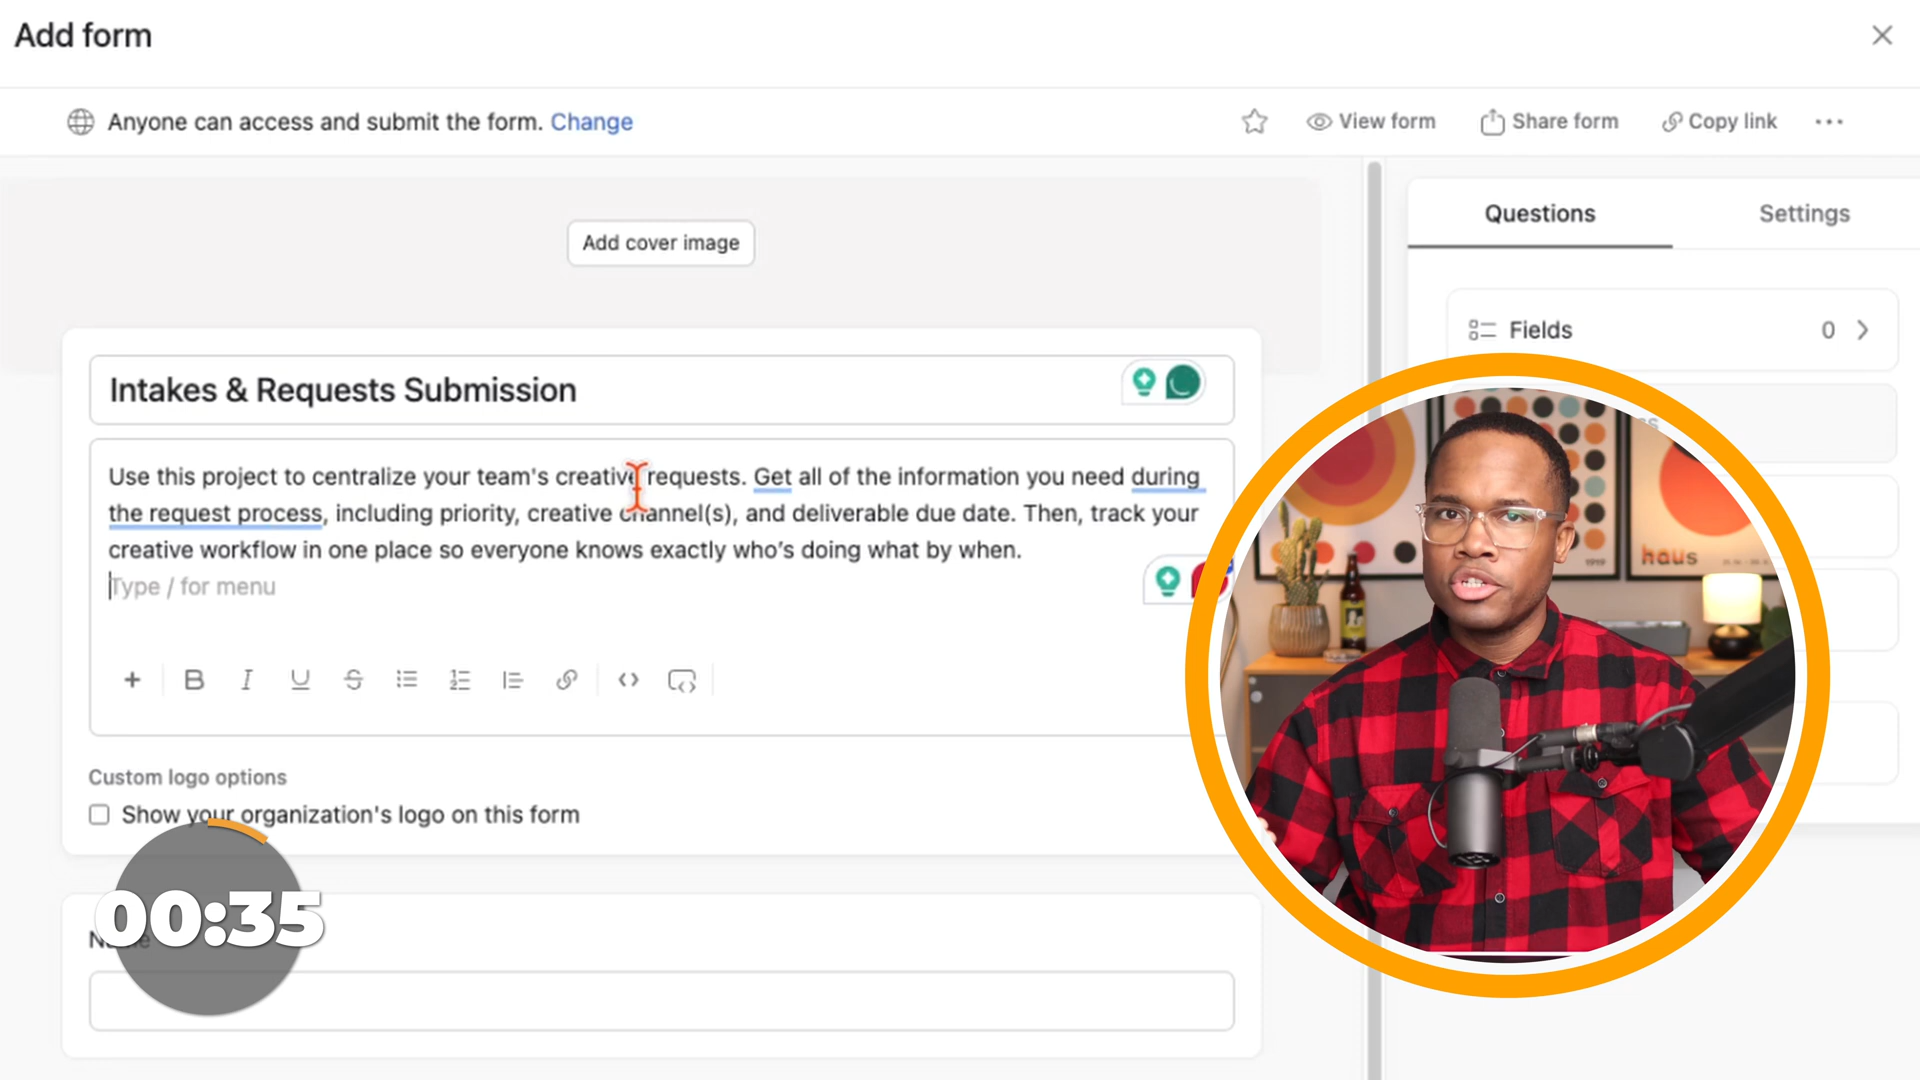 Add form
Anyone can access and submit the form. Change
View form
Share form
Copy link
Add cover image
Questions
Settings
Fields
0
Intakes & Requests Submission
Use this project to centralize your team's creative requests. Get all of the information you need during
the request process, including priority, creative channel(s), and deliverable due date. Then, track your
creative workflow in one place so everyone knows exactly who’s doing what by when.
Type / for menu
haus
1919
Custom logo options
Show your organization's logo on this form
00:35